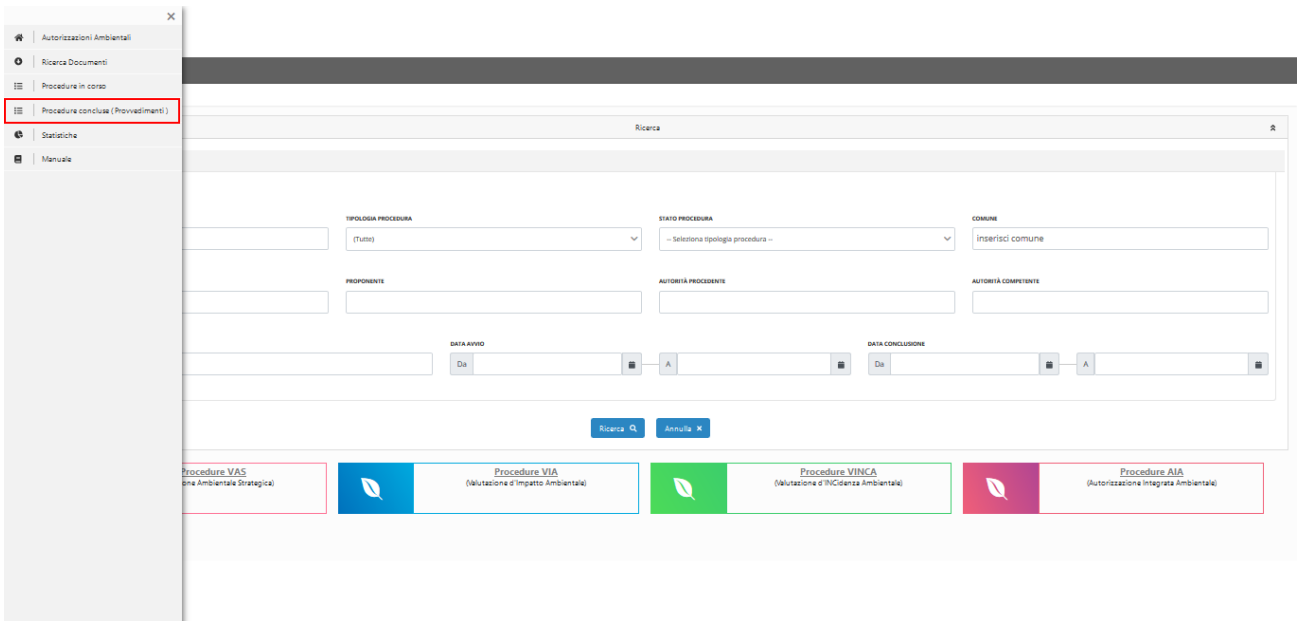 Autorizzazioni Ambientali
Ricerca Documenti
Procedure in corso
Procedure concluse ( Provvedimenti )
Statistiche
Manuale
Ricerca
TIPOLOGIA PROCEDURA
STATO PROCEDURA
COMUNE
(Tutte)
-- Seleziona tipologia procedura --
inserisci comune
PROPONENTE
AUTORITÀ PROCEDENTE
AUTORITÀ COMPETENTE
DATA AVVIO
DATA CONCLUSIONE
Da
A
Da
A
Ricerca
Annulla
Procedure VAS
one Ambientale Strategica)
Procedure VIA
(Valutazione d'Impatto Ambientale)
Procedure VINCA
(Valutazione d'INCidenza Ambientale)
Procedure AIA
(Autorizzazione Integrata Ambientale)